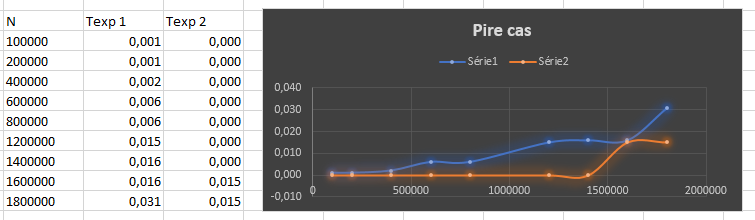 N Texp 1 Texp 2
100000 0,001 0,000
200000 0,001 0,000
400000 0,002 0,000
600000 0,006 0,000
800000 0,006 0,000
1200000 0,015 0,000
1400000 0,016 0,000
1600000 0,016 0,015
1800000 0,031 0,015
Pire cas
Série1 Série2
0,040
0,030
0,020
0,010
0,000
-0,010
0 500000 1000000 1500000 2000000